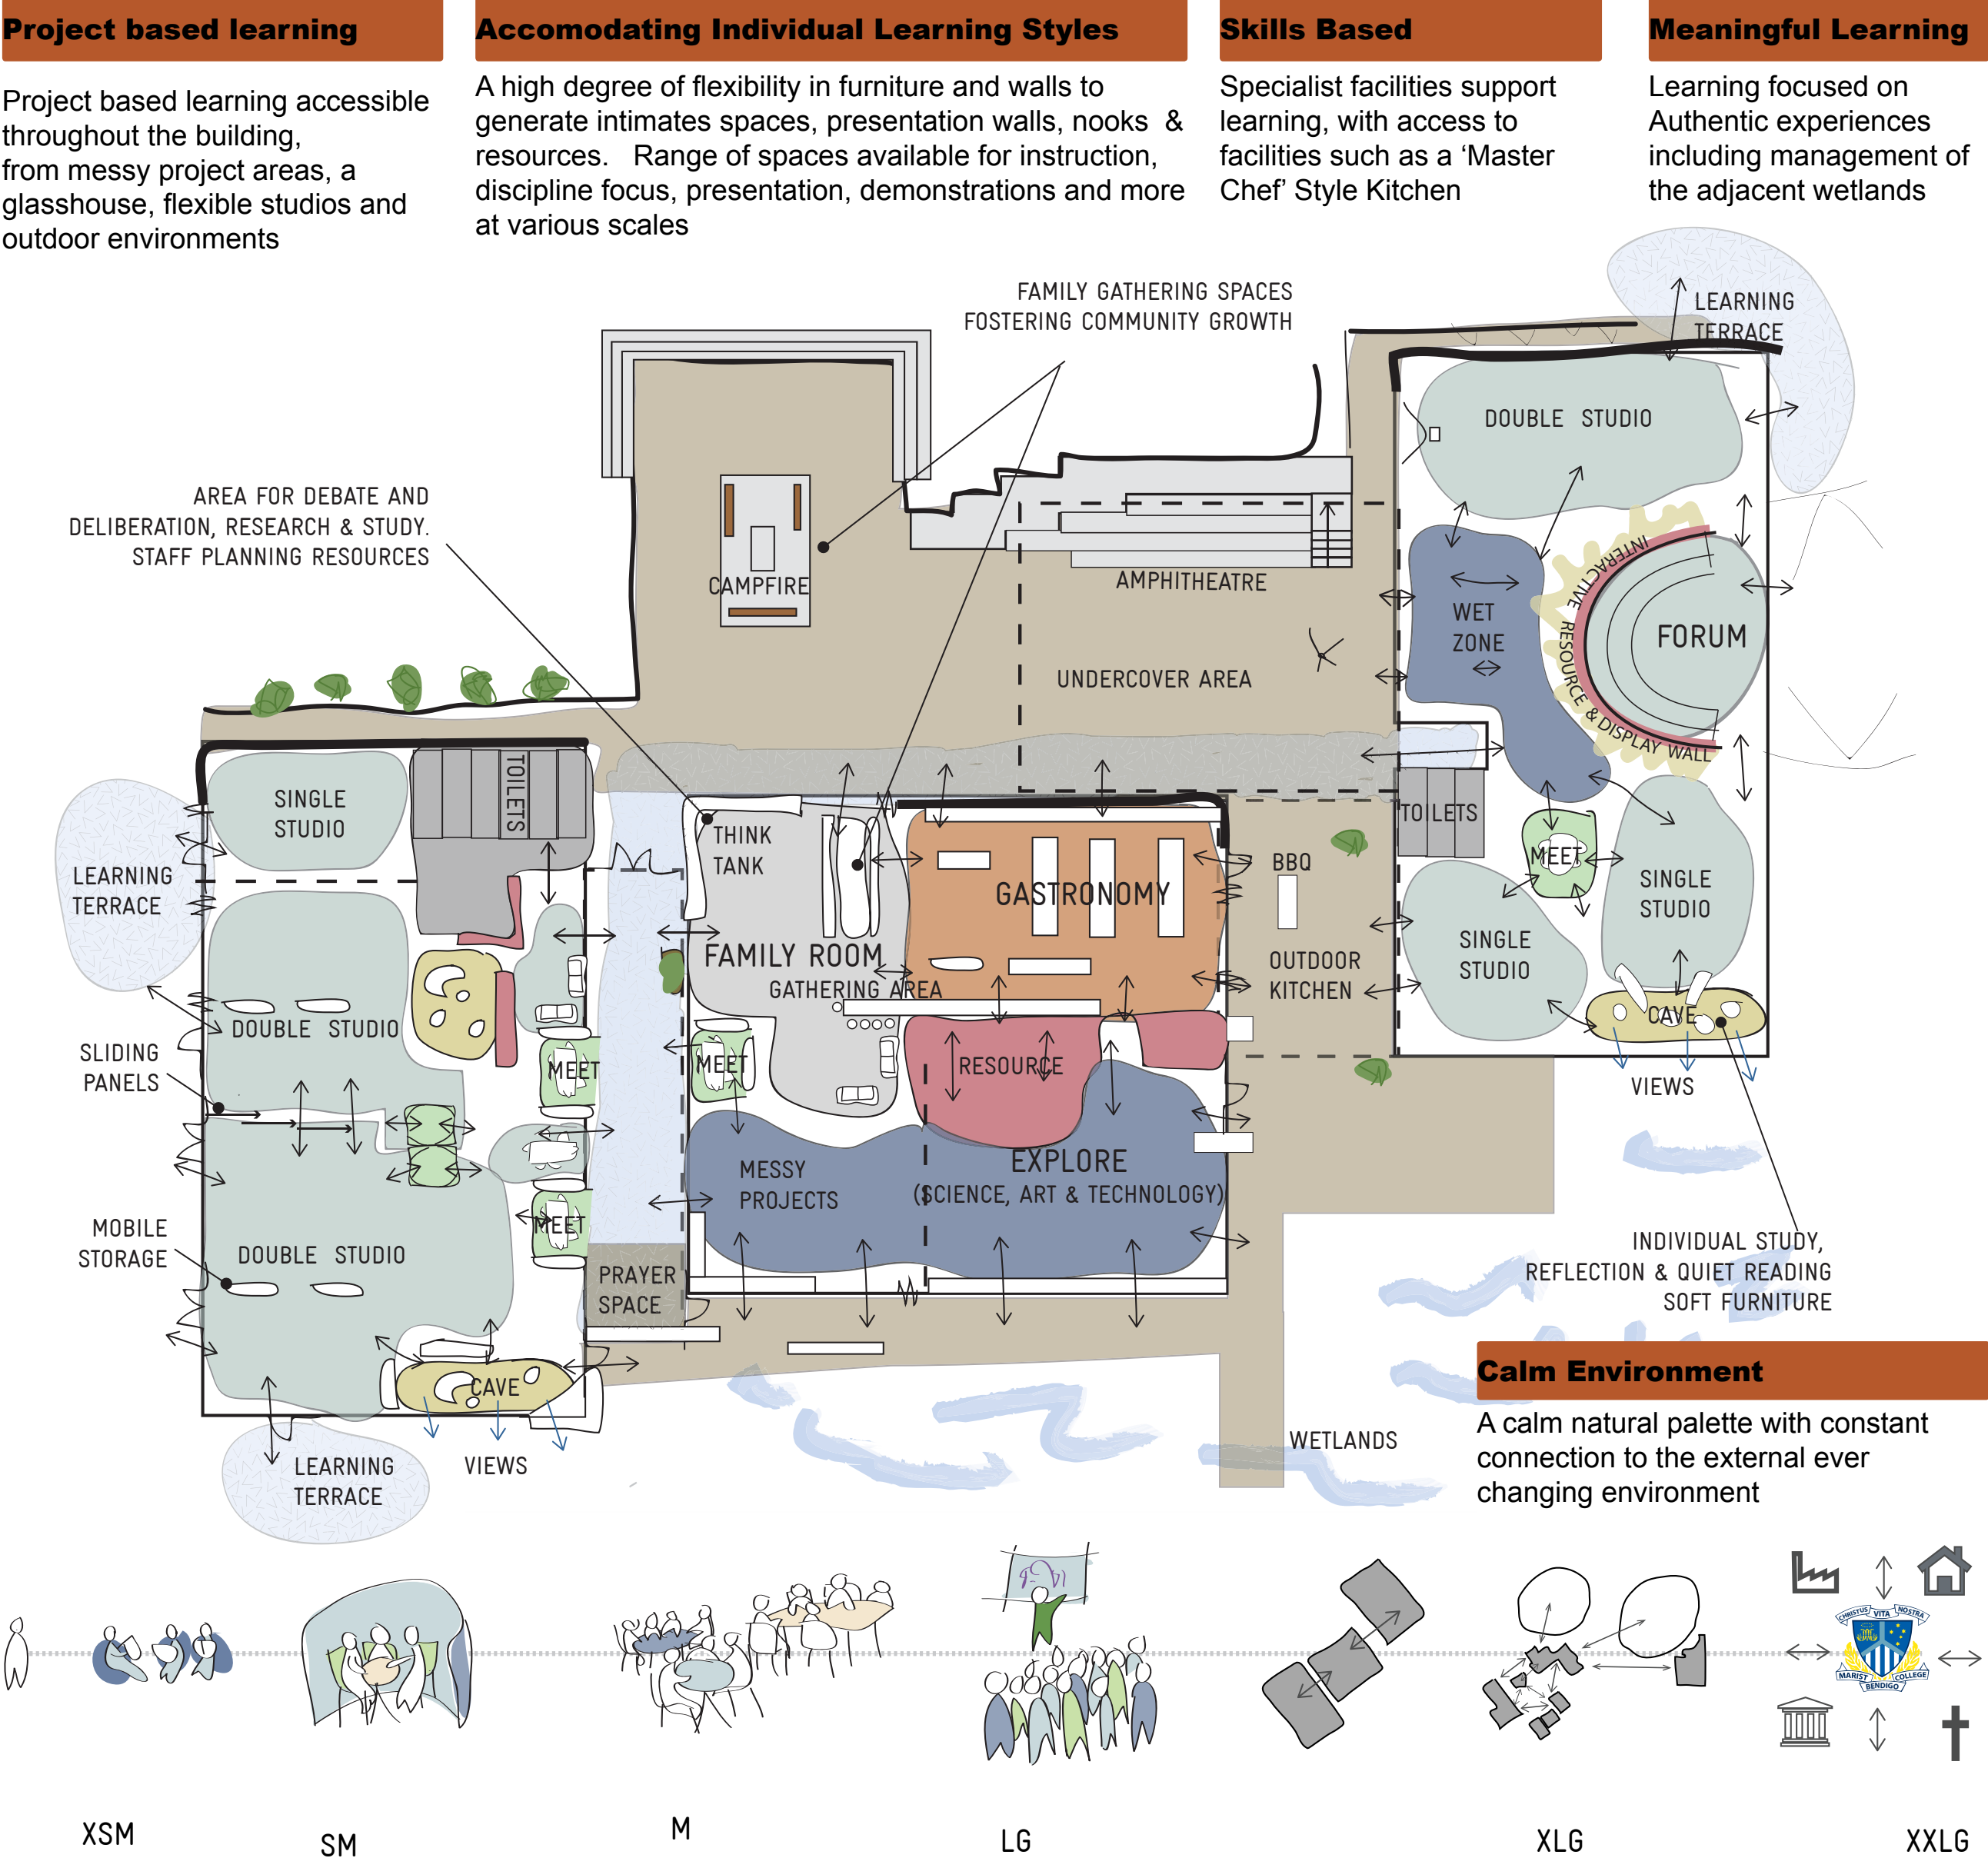 Project based learning
Project based learning accessible
throughout the building,
from messy project areas, a
glasshouse, flexible studios and
outdoor environments
Accomodating Individual Learning Styles
A high degree of flexibility in furniture and walls to
generate intimates spaces, presentation walls, nooks &
resources. Range of spaces available for instruction,
discipline focus, presentation, demonstrations and more
at various scales
Skills Based
Specialist facilities support
learning, with access to
facilities such as a ‘Master
Chef’ Style Kitchen
Meaningful Learning
Learning focused on
Authentic experiences
including management of
the adjacent wetlands
FAMILY GATHERING SPACES
FOSTERING COMMUNITY GROWTH
LEARNING
TERRACE
DOUBLE STUDIO
AREA FOR DEBATE AND
DELIBERATION, RESEARCH & STUDY.
STAFF PLANNING RESOURCES
CAMPFIRE
AMPHITHEATRE
UNDERCOVER AREA
WET
ZONE
INTERACTIVE RESOURCE & DISPLAY WALL
FORUM
SINGLE
STUDIO
TOILETS
LEARNING
TERRACE
THINK
TANK
GASTRONOMY
BBQ
TOILETS
MEET
SINGLE
STUDIO
FAMILY ROOM
GATHERING AREA
OUTDOOR
KITCHEN
SINGLE
STUDIO
CAVE
DOUBLE STUDIO
SLIDING
PANELS
MEET
MEET
RESOURCE
VIEWS
MESSY
PROJECTS
EXPLORE
(SCIENCE, ART & TECHNOLOGY)
MOBILE
STORAGE
DOUBLE STUDIO
MEET
PRAYER
SPACE
INDIVIDUAL STUDY,
REFLECTION & QUIET READING
SOFT FURNITURE
CAVE
VIEWS
LEARNING
TERRACE
WETLANDS
Calm Environment
A calm natural palette with constant
connection to the external ever
changing environment
CHRISTUS VITA NOSTRA
MARIST COLLEGE
BENDIGO
XSM
SM
M
LG
XLG
XXLG